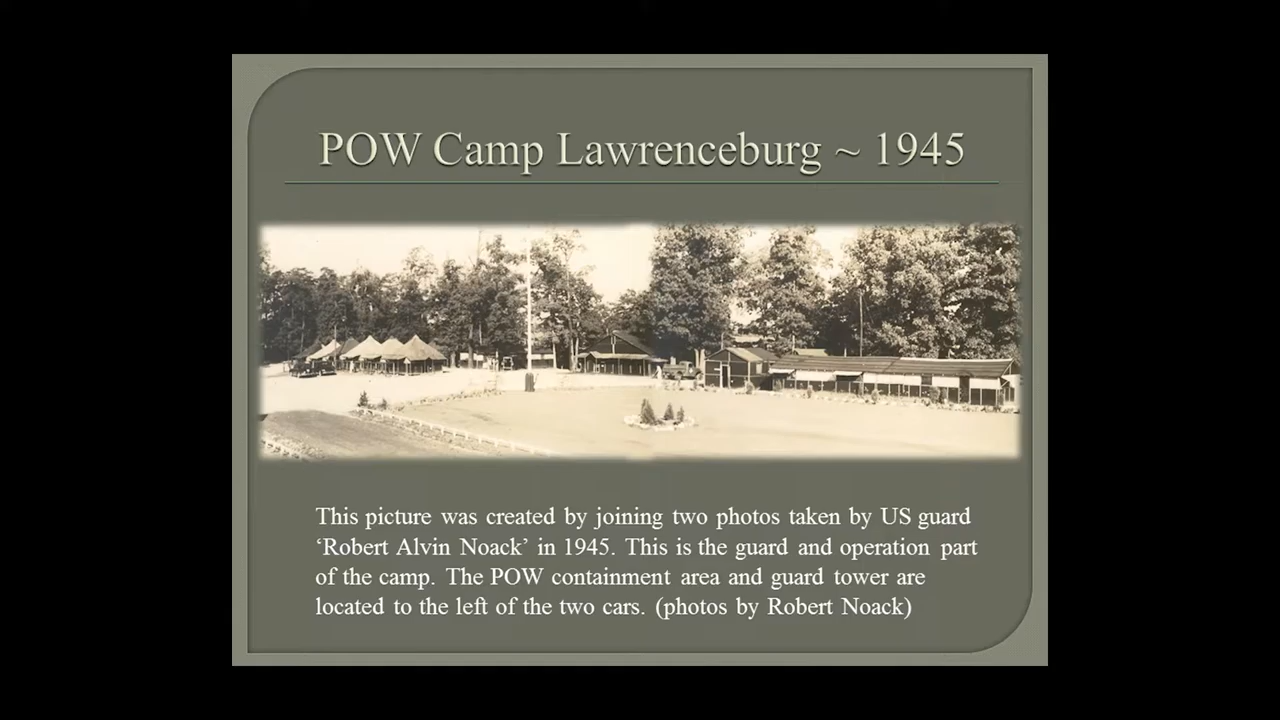 POW Camp Lawrenceburg ~ 1945
This picture was created by joining two photos taken by US guard
‘Robert Alvin Noack’ in 1945. This is the guard and operation part
of the camp. The POW containment area and guard tower are
located to the left of the two cars. (photos by Robert Noack)